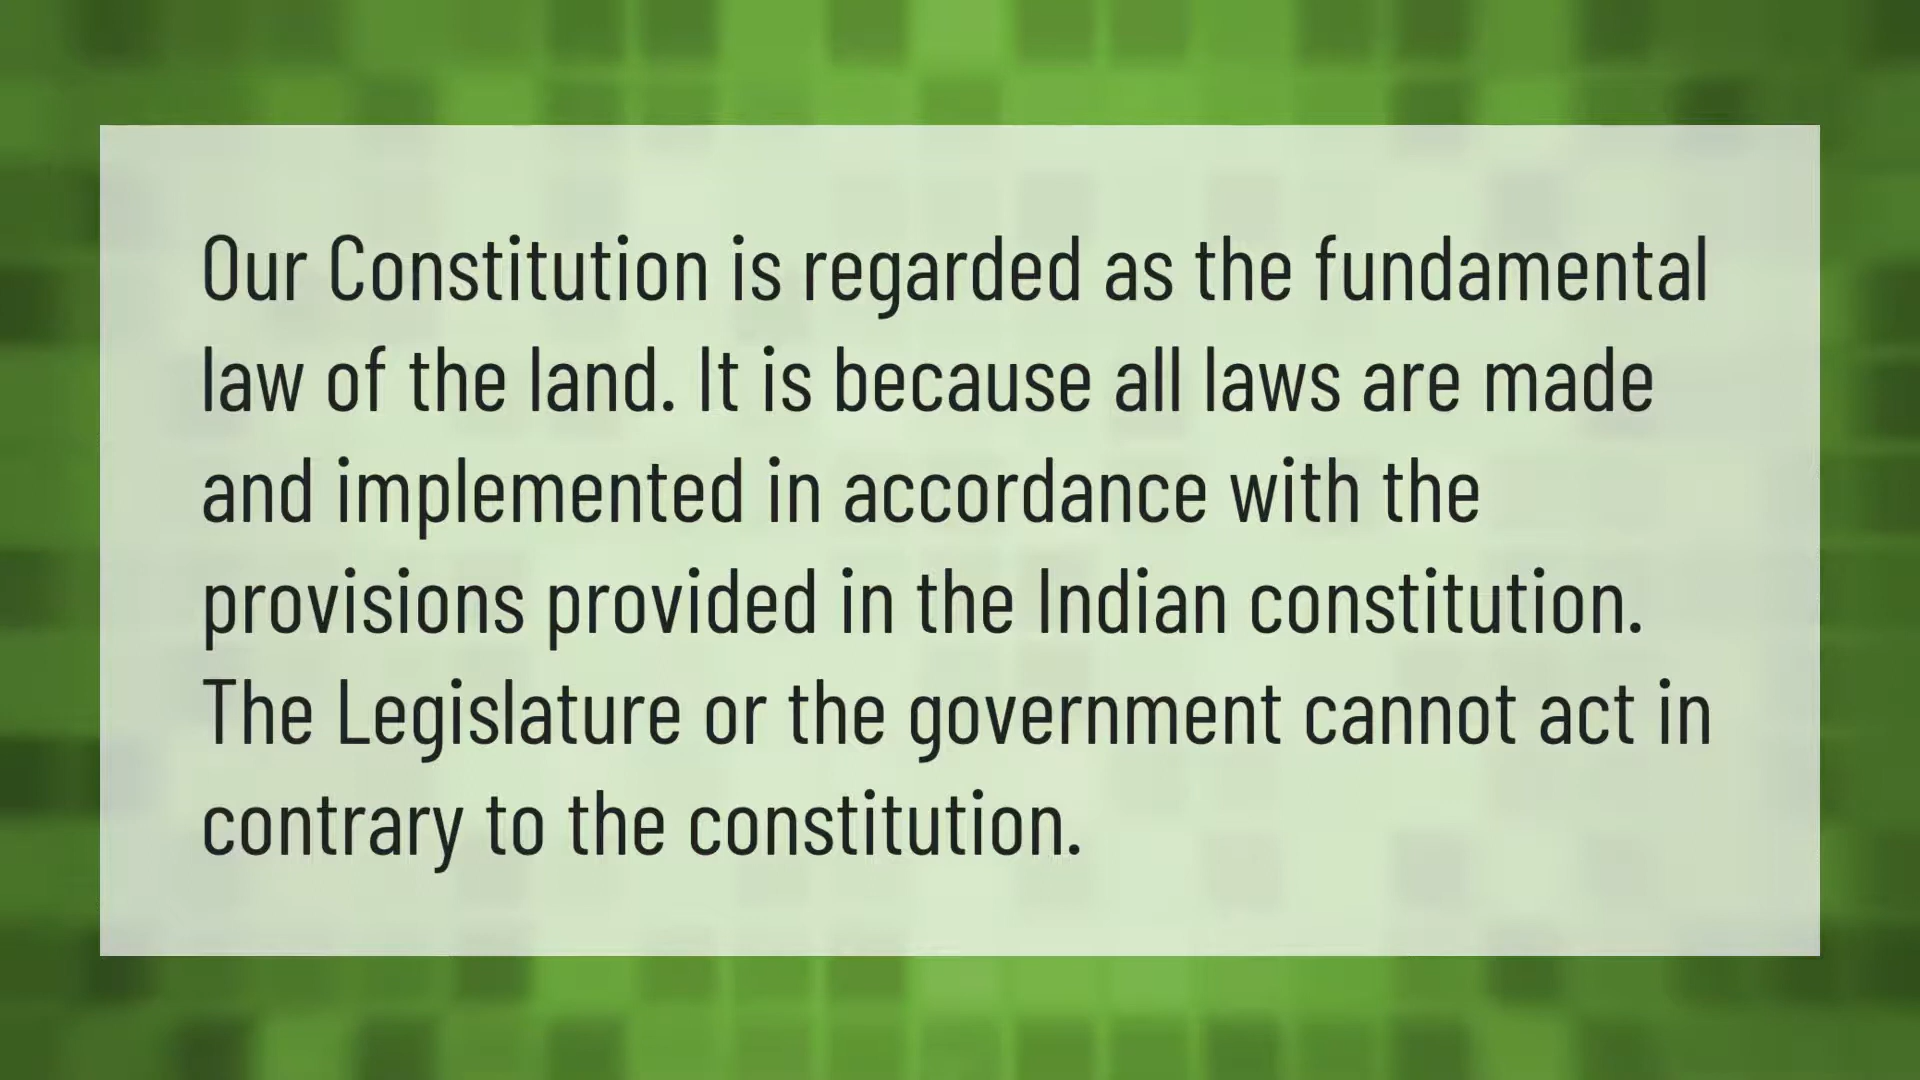 Our Constitution is regarded as the fundamental
law of the land. It is because all laws are made
and implemented in accordance with the
provisions provided in the Indian constitution.
The Legislature or the government cannot act in
contrary to the constitution.